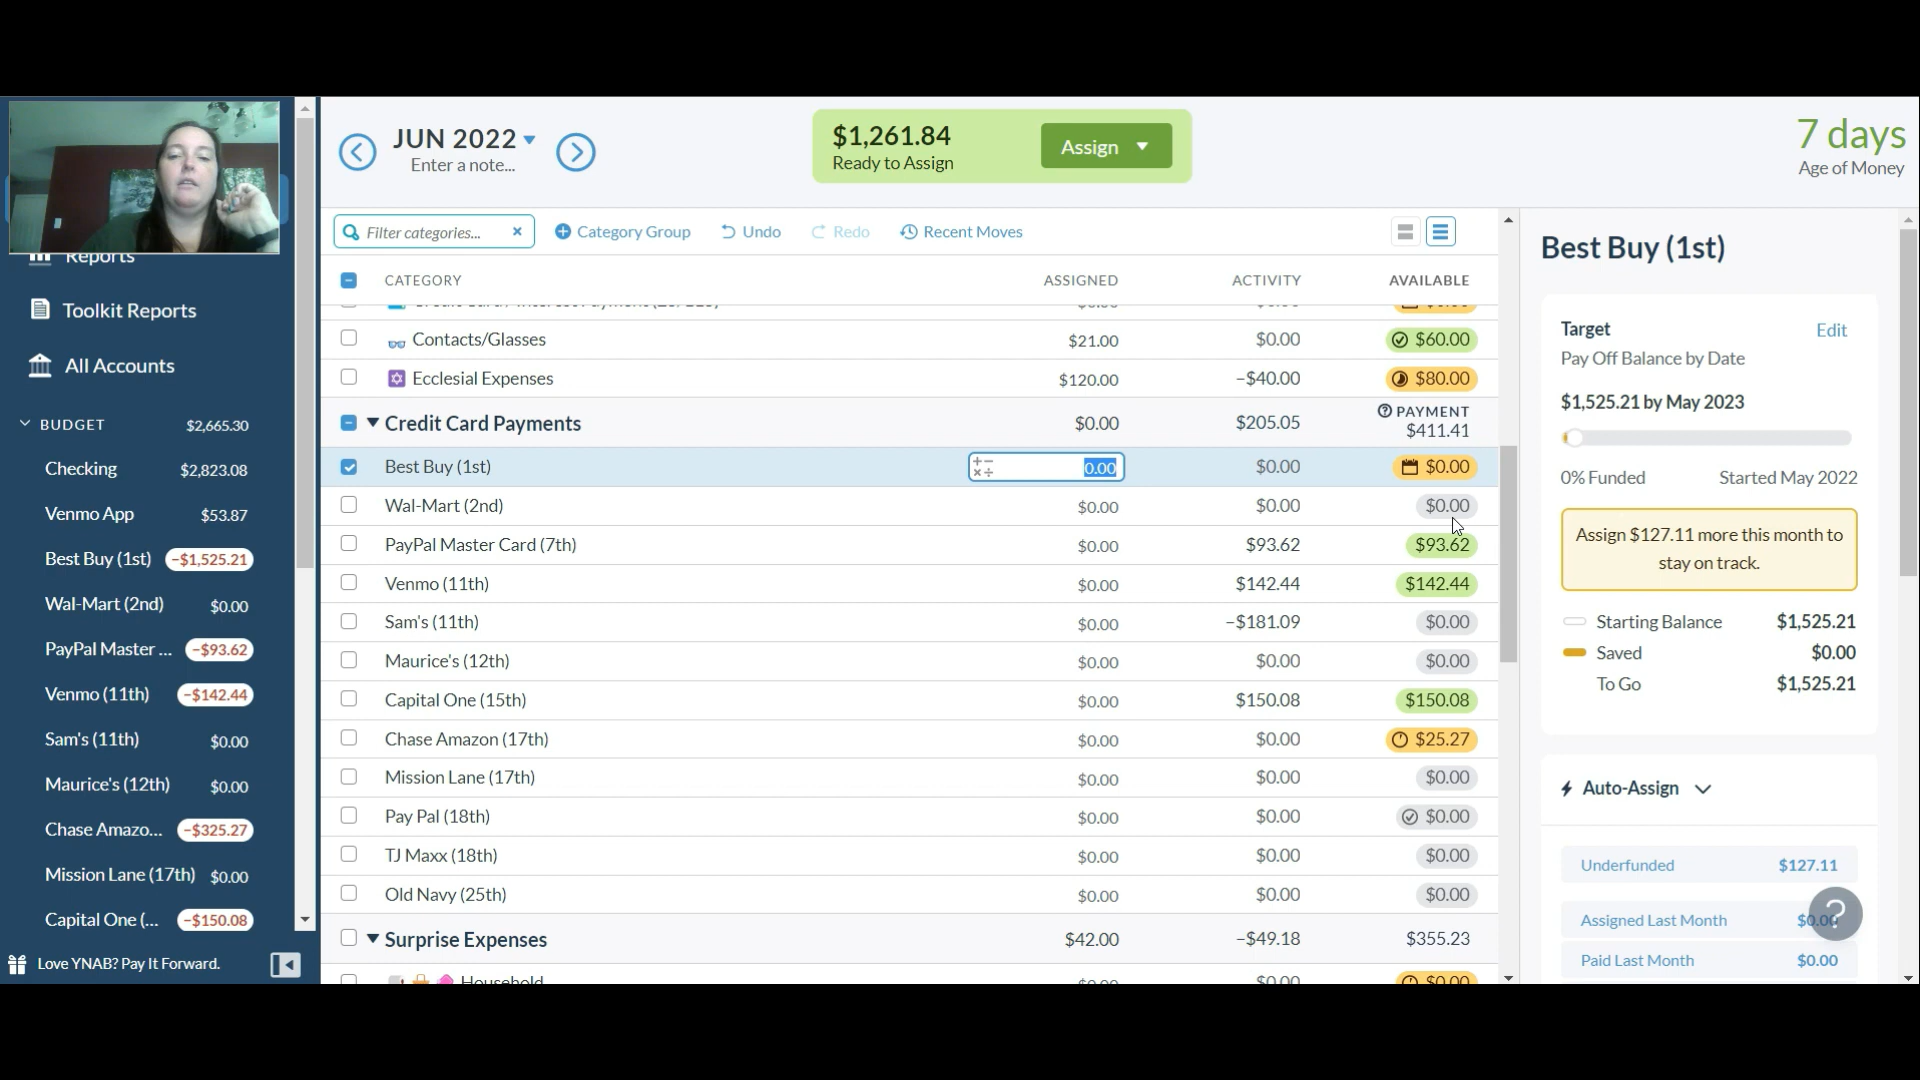 JUN 2022
Enter a note...
$1,261.84
Ready to Assign
Assign
7 days
Age of Money
Reports
Toolkit Reports
All Accounts
BUDGET $2,665.30
Checking $2,823.08
Venmo App $53.87
Best Buy (1st) −$1,525.21
Wal-Mart (2nd) $0.00
PayPal Master ... −$93.62
Venmo (11th) −$142.44
Sam's (11th) $0.00
Maurice's (12th) $0.00
Chase Amazo... −$325.27
Mission Lane (17th) $0.00
Capital One (... −$150.08
Love YNAB? Pay It Forward.
Filter categories... × Category Group Undo Redo Recent Moves
CATEGORY ASSIGNED ACTIVITY AVAILABLE
Contacts/Glasses $21.00 $0.00 $60.00
Ecclesial Expenses $120.00 −$40.00 $80.00
Credit Card Payments $0.00 $205.05 PAYMENT
$411.41
Best Buy (1st) 0.00 $0.00 $0.00
Wal-Mart (2nd) $0.00 $0.00 $0.00
PayPal Master Card (7th) $0.00 $93.62 $93.62
Venmo (11th) $0.00 $142.44 $142.44
Sam's (11th) $0.00 −$181.09 $0.00
Maurice's (12th) $0.00 $0.00 $0.00
Capital One (15th) $0.00 $150.08 $150.08
Chase Amazon (17th) $0.00 $0.00 $25.27
Mission Lane (17th) $0.00 $0.00 $0.00
Pay Pal (18th) $0.00 $0.00 $0.00
TJ Maxx (18th) $0.00 $0.00 $0.00
Old Navy (25th) $0.00 $0.00 $0.00
Surprise Expenses $42.00 −$49.18 $355.23
Household $0.00 $0.00 $0.00
Best Buy (1st)
Target Edit
Pay Off Balance by Date
$1,525.21 by May 2023
0% Funded Started May 2022
Assign $127.11 more this month to
stay on track.
Starting Balance $1,525.21
Saved $0.00
To Go $1,525.21
Auto-Assign
Underfunded $127.11
Assigned Last Month
Paid Last Month $0.00
?